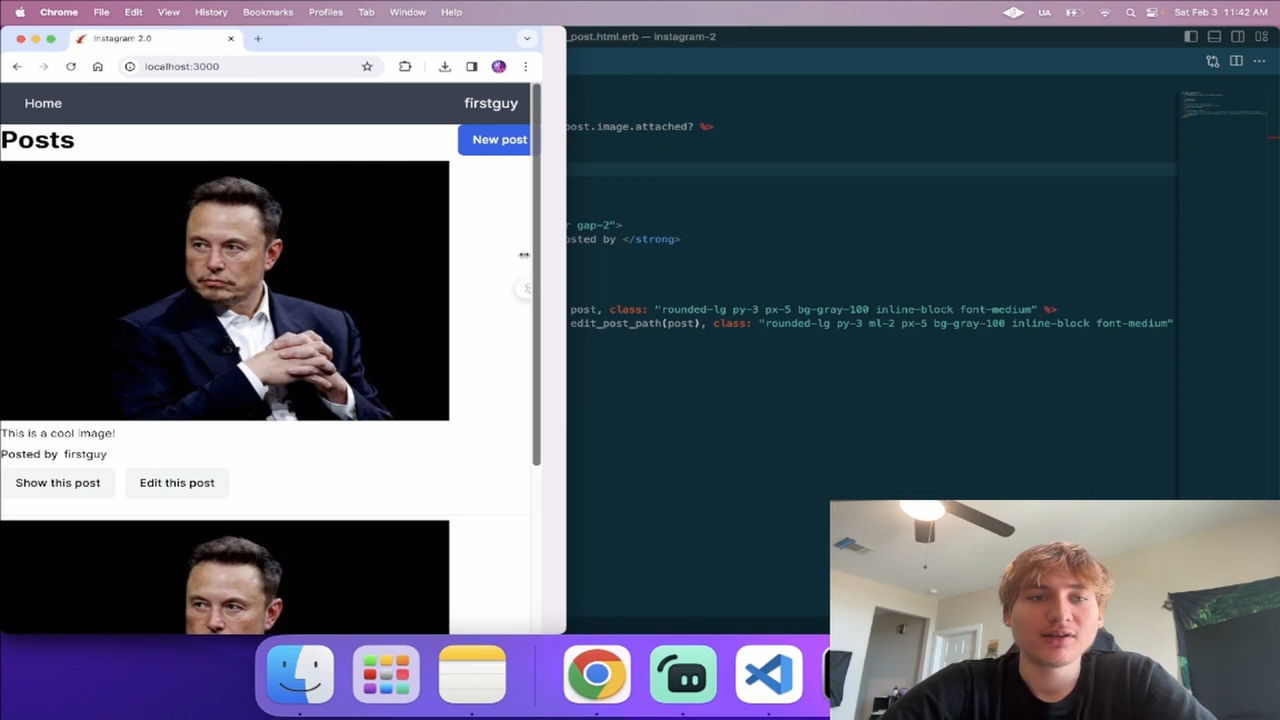 Chrome File Edit View History Bookmarks Profiles Tab Window Help UA Sat Feb 3 11:42 AM
Instagram 2.0
_post.html.erb — instagram-2
localhost:3000
Home firstguy
Posts New post
post.image.attached? %>
gap-2">
posted by </strong>
post, class: "rounded-lg py-3 px-5 bg-gray-100 inline-block font-medium" %>
edit_post_path(post), class: "rounded-lg py-3 ml-2 px-5 bg-gray-100 inline-block font-medium"
This is a cool image!
Posted by firstguy
Show this post Edit this post